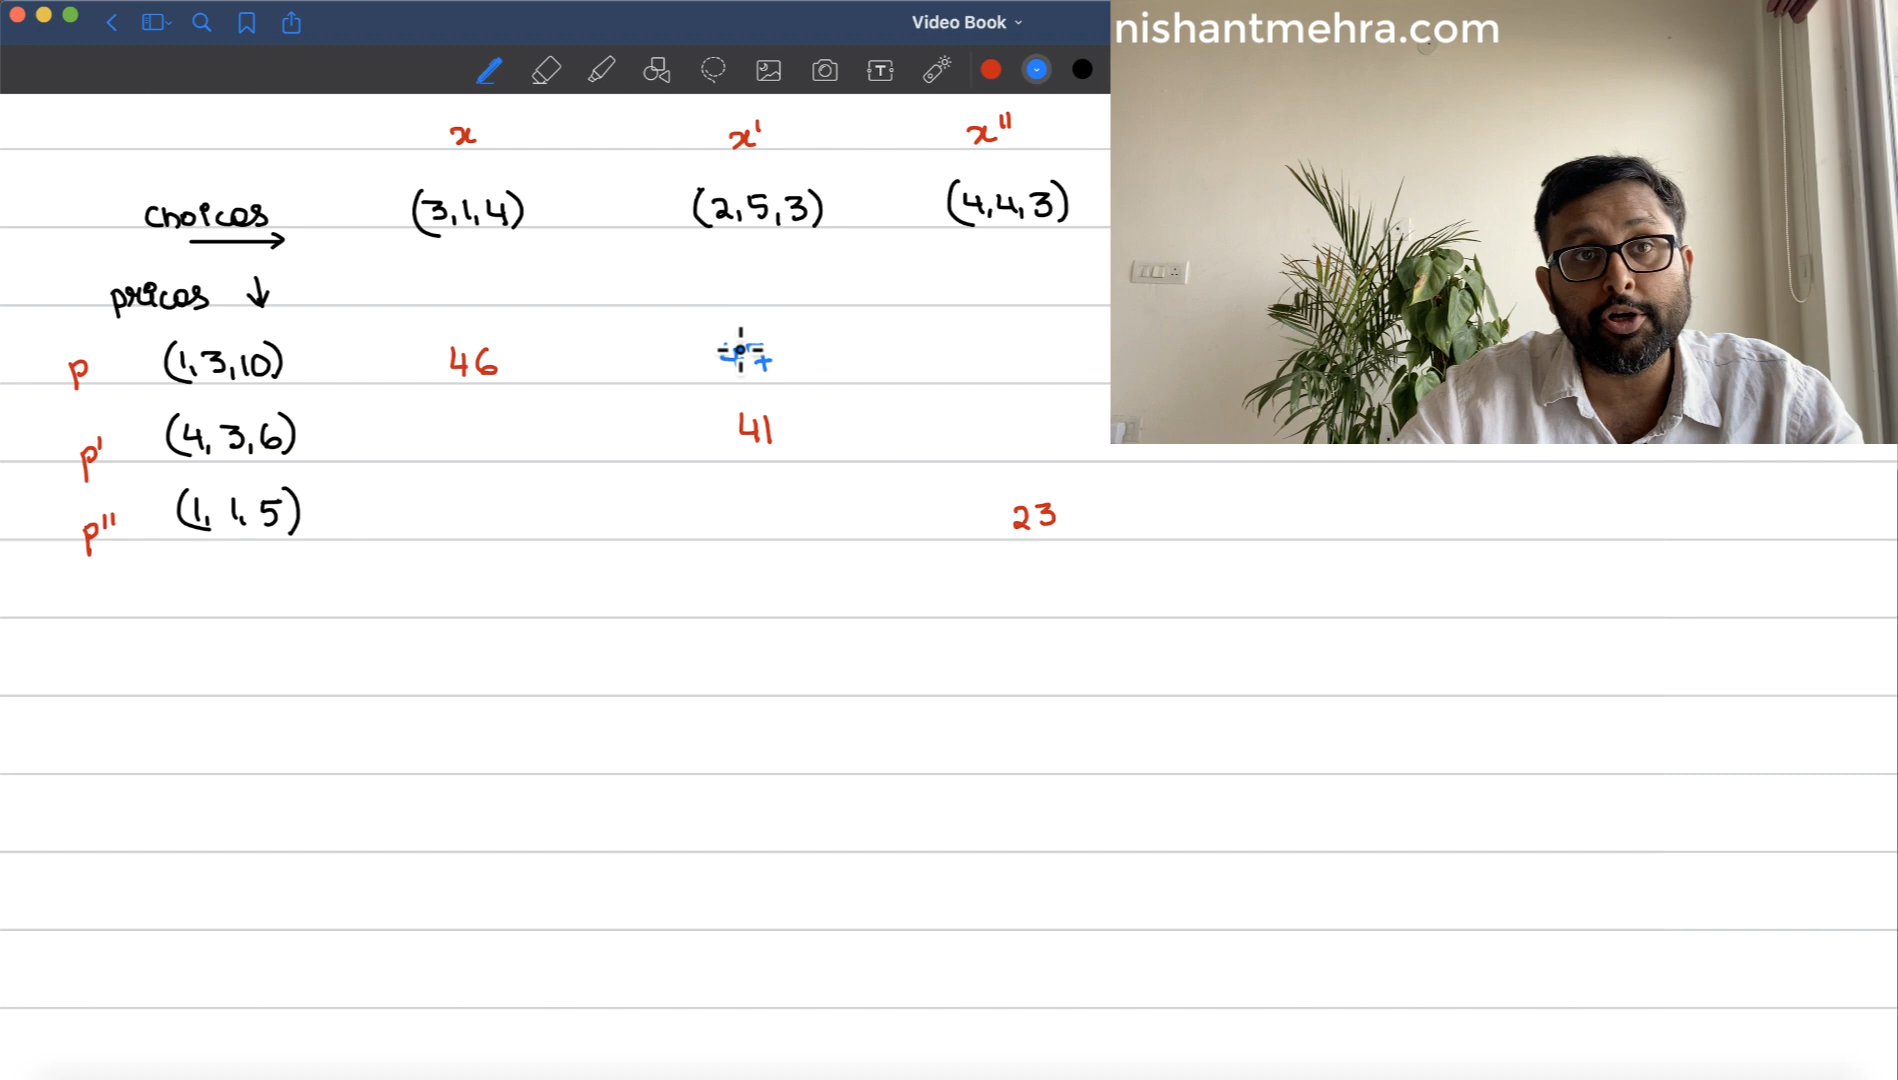 Video Book
nishantmehra.com
x x' x''
choices (3,1,4) (2,5,3) (4,4,3)
prices ↓
p (1,3,10) 46
p' (4,3,6) 41
p'' (1,1,5) 23